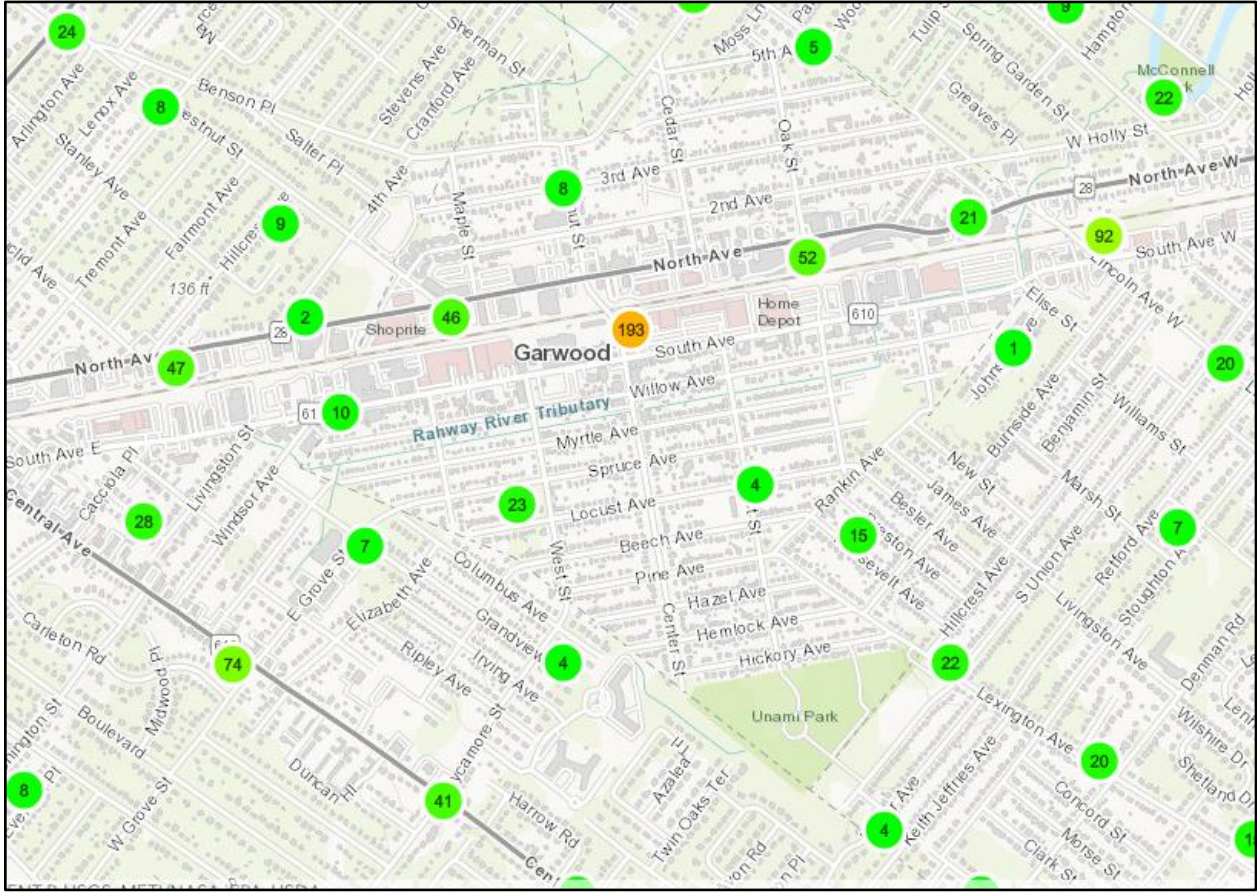 24
Sherman St
Moss Ln
5th A
5
Tulip
9
Hampton
Spring Garden St
McConnell
22
Arlington Ave
Lenox Ave
8
Benson Pl
Stevens Ave
Cranford Ave
Cedar St
Oak St
Greaves Pl
W Holly St
Stanley Ave
estnut St
Salter Pl
4th Ave
Maple St
8
3rd Ave
2nd Ave
28
North Ave W
Tremont Ave
Fairmont Ave
9
21
92
South Ave W
136 ft
North Ave
52
Lincoln Ave W
2
28
Shoprite
46
193
Home
Depot
610
Elise St
Garwood
South Ave
1
20
North Av
47
Willow Ave
10
61
Rahway River Tributary
Myrtle Ave
Burnside Ave
Benjamin St
Williams St
South Ave E
Cacciola Pl
Livingston St
Windsor Ave
Spruce Ave
4
Rankin Ave
New St
James Ave
Marsh St
Central Ave
28
23
Locust Ave
15
Besler Ave
7
7
Beech Ave
Retford Ave
E Grove St
Elizabeth Ave
Columbus Ave
West St
Pine Ave
Hazel Ave
Hillcrest Ave
S Union Ave
Livingston Ave
Carleton Rd
Midwood Pl
74
Ripley Ave
Irving Ave
4
Center St
Hemlock Ave
Hickory Ave
22
Denman Rd
Boulevard
Unami Park
Lexington Ave
Wilshire Dr
Duncan Hl
8
W Grove St
41
Harrow Rd
Twin Oaks Ter
4
Keith Jeffries Ave
20
Shetland D
Concord St
Morse St
Clark St